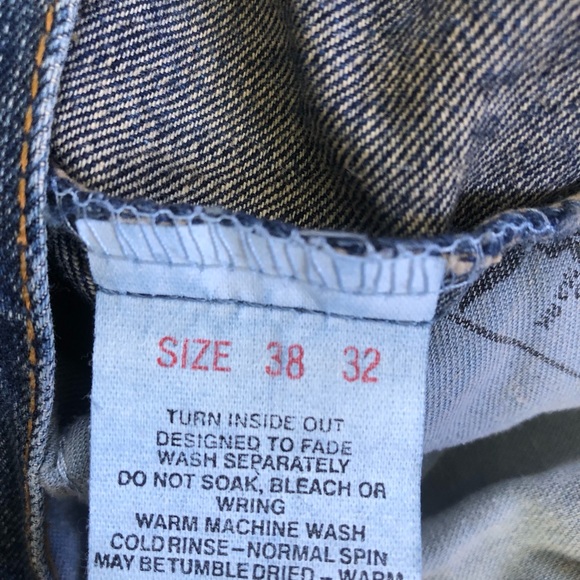 SIZE 38 32
TURN INSIDE OUT
DESIGNED TO FADE
WASH SEPARATELY
DO NOT SOAK, BLEACH OR
WRING
WARM MACHINE WASH
COLD RINSE – NORMAL SPIN
MAY BE TUMBLE DRIED – WARM